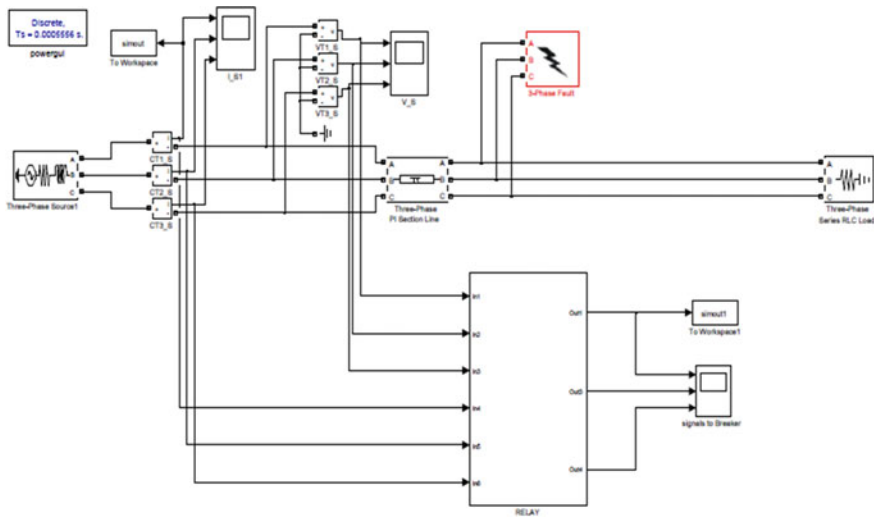 Discrete,
Ts = 0.0005556 s.
powergui
simout
To Workspace
I_S1
VT1_S
VT2_S
VT3_S
V_S
A
B
C
3-Phase Fault
A
B
C
Three-Phase Source1
CT1_S
CT2_S
CT3_S
A
B
C
A
B
C
Three-Phase
PI Section Line
A
B
C
Three-Phase
Series RLC Load
In1
In2
In3
In4
In5
In6
Out1
Out3
Out4
RELAY
simout1
To Workspace1
signals to Breaker